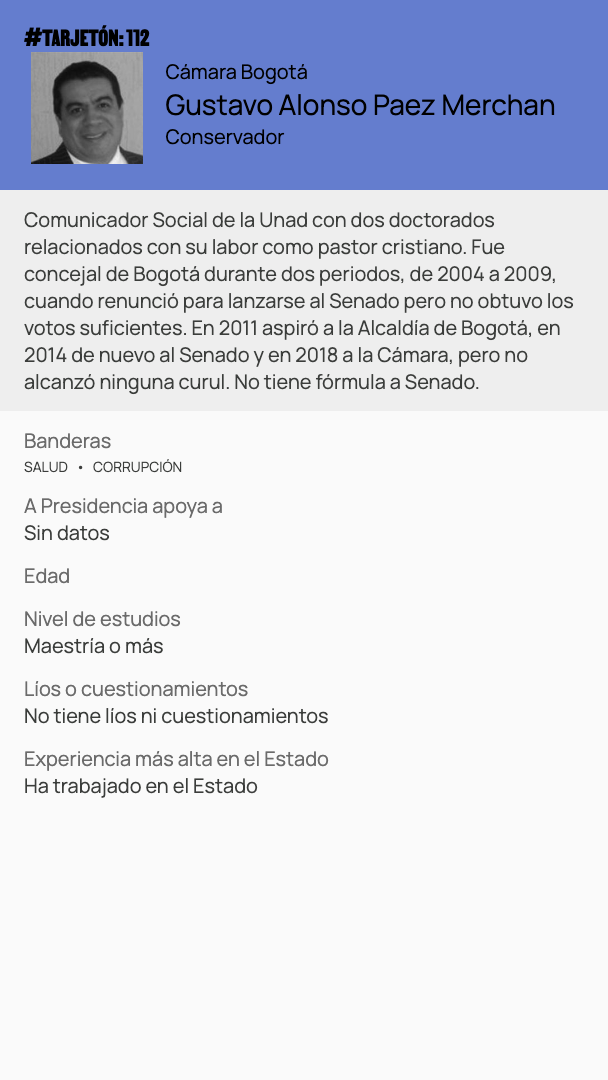 #TARJETÓN: 112
Cámara Bogotá
Gustavo Alonso Paez Merchan
Conservador
Comunicador Social de la Unad con dos doctorados
relacionados con su labor como pastor cristiano. Fue
concejal de Bogotá durante dos periodos, de 2004 a 2009,
cuando renunció para lanzarse al Senado pero no obtuvo los
votos suficientes. En 2011 aspiró a la Alcaldía de Bogotá, en
2014 de nuevo al Senado y en 2018 a la Cámara, pero no
alcanzó ninguna curul. No tiene fórmula a Senado.
Banderas
SALUD • CORRUPCIÓN
A Presidencia apoya a
Sin datos
Edad
Nivel de estudios
Maestría o más
Líos o cuestionamientos
No tiene líos ni cuestionamientos
Experiencia más alta en el Estado
Ha trabajado en el Estado